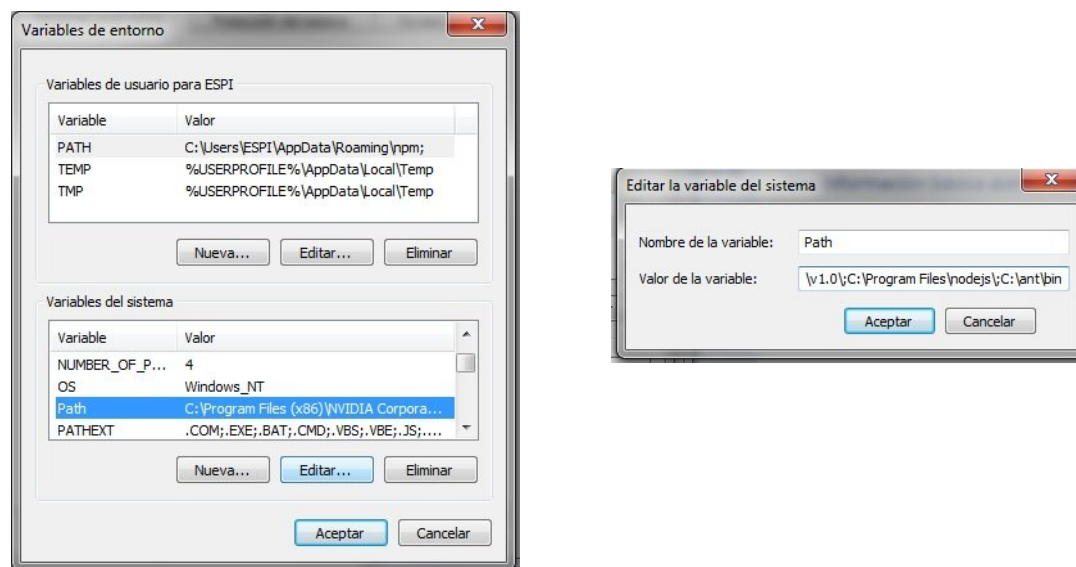 Variables de entorno
Variables de usuario para ESPI
Variable Valor
PATH C:\Users\ESPI\AppData\Roaming\npm;
TEMP %USERPROFILE%\AppData\Local\Temp
TMP %USERPROFILE%\AppData\Local\Temp
Nueva... Editar... Eliminar
Variables del sistema
Variable Valor
NUMBER_OF_P... 4
OS Windows_NT
Path C:\Program Files (x86)\NVIDIA Corpora...
PATHEXT .COM;.EXE;.BAT;.CMD;.VBS;.VBE;.JS;....
Nueva... Editar... Eliminar
Aceptar Cancelar
Editar la variable del sistema
Nombre de la variable: Path
Valor de la variable: \v1.0\;C:\Program Files\nodejs\;C:\ant\bin
Aceptar Cancelar